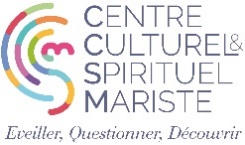 CENTRE
CULTUREL&
SPIRITUEL
MARISTE
Eveiller, Questionner, Découvrir